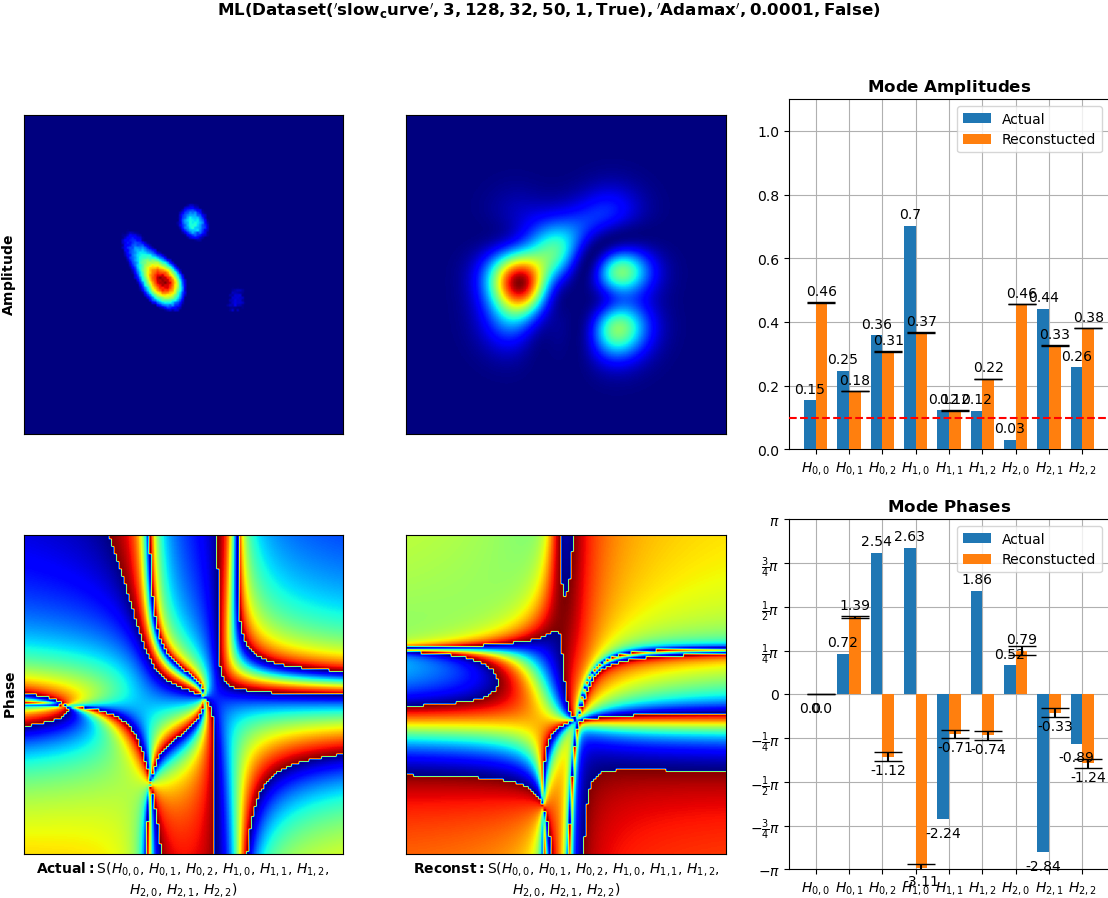 ML(Dataset('slow_curve', 3, 128, 32, 50, 1, True), 'Adamax', 0.0001, False)
Amplitude
Mode Amplitudes
Actual
Reconstucted
1.0
0.8
0.6
0.4
0.2
0.0
0.15 0.46 0.25 0.18 0.36 0.31 0.7 0.37 0.12 0.12 0.12 0.22 0.03 0.46 0.44 0.33 0.26 0.38
H0,0 H0,1 H0,2 H1,0 H1,1 H1,2 H2,0 H2,1 H2,2
Phase
Actual: S(H0,0, H0,1, H0,2, H1,0, H1,1, H1,2,
H2,0, H2,1, H2,2)
Reconst: S(H0,0, H0,1, H0,2, H1,0, H1,1, H1,2,
H2,0, H2,1, H2,2)
Mode Phases
Actual
Reconstucted
π
3/4π
1/2π
1/4π
0
−1/4π
−1/2π
−3/4π
−π
0.0 0.0 0.72 1.39 2.54 -1.12 2.63 -3.11 -2.24 -0.71 1.86 -0.74 0.52 0.79 -2.84 -0.33 -0.89 -1.24
H0,0 H0,1 H0,2 H1,0 H1,1 H1,2 H2,0 H2,1 H2,2